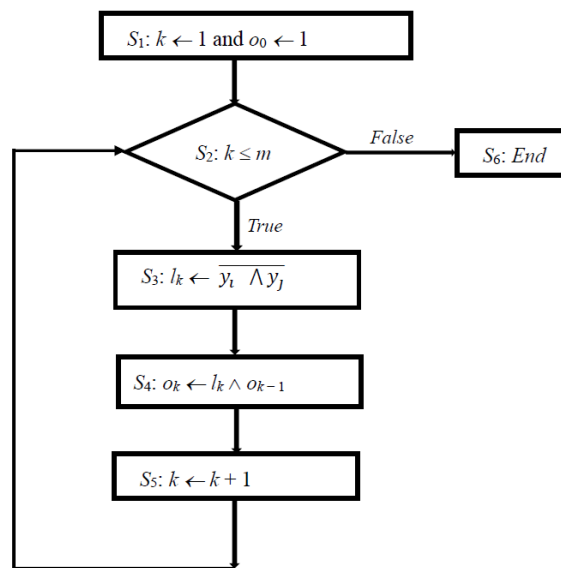 S₁: k ← 1 and o₀ ← 1
S₂: k ≤ m
False
S₆: End
True
S₃: lₖ ← \overline{yᵢ ∧ yⱼ}
S₄: oₖ ← lₖ ∧ oₖ₋₁
S₅: k ← k + 1